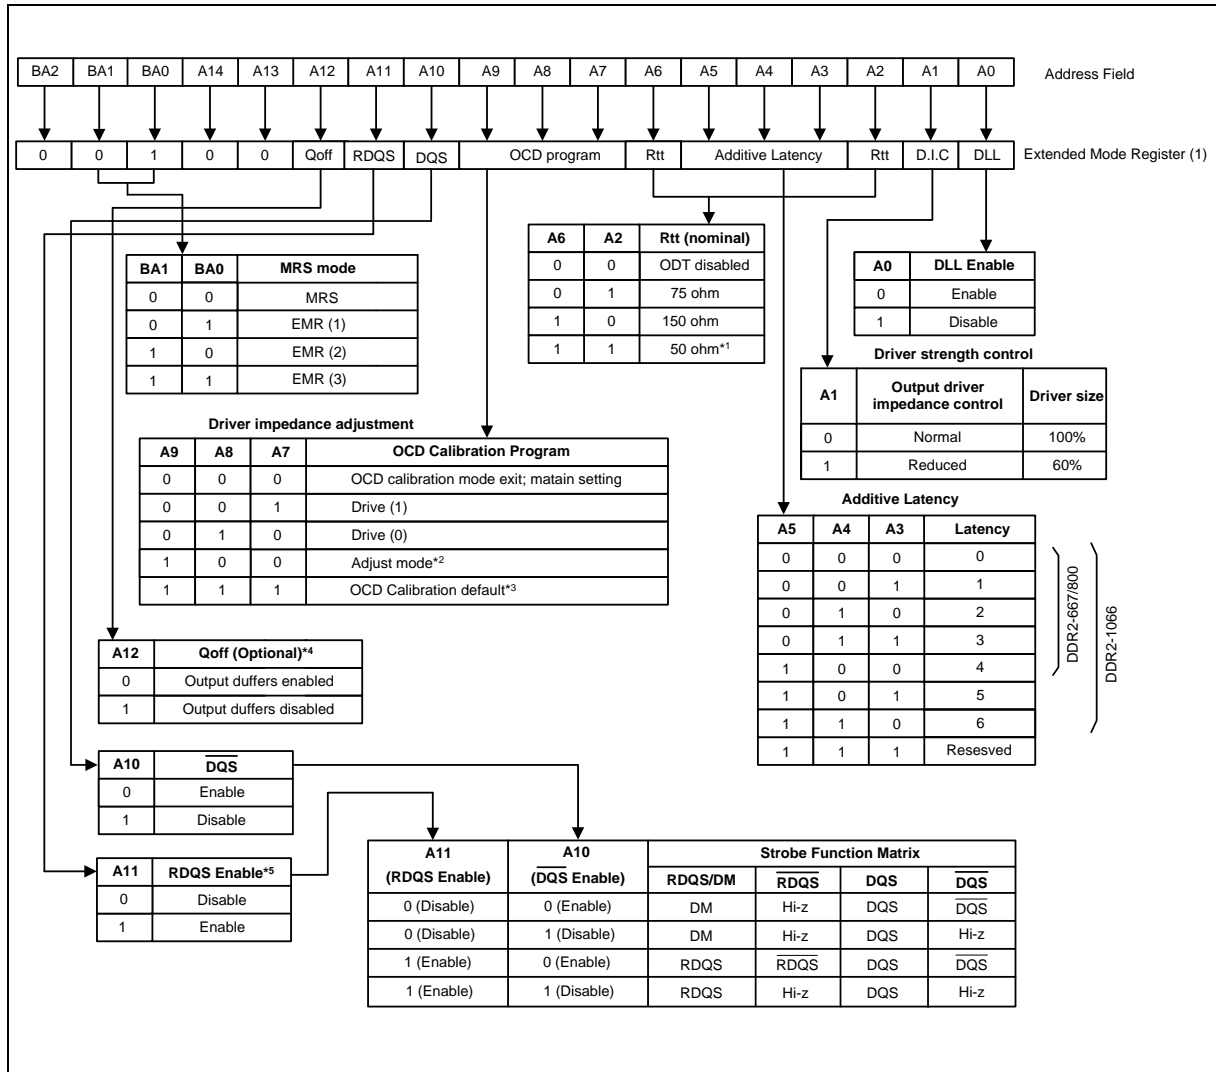 BA2 BA1 BA0 A14 A13 A12 A11 A10 A9 A8 A7 A6 A5 A4 A3 A2 A1 A0 Address Field
0 0 1 0 0 Qoff RDQS DQS OCD program Rtt Additive Latency Rtt D.I.C DLL Extended Mode Register (1)
BA1 BA0 MRS mode
0 0 MRS
0 1 EMR (1)
1 0 EMR (2)
1 1 EMR (3)
A6 A2 Rtt (nominal)
0 0 ODT disabled
0 1 75 ohm
1 0 150 ohm
1 1 50 ohm*1
A0 DLL Enable
0 Enable
1 Disable
Driver strength control
A1 Output driver impedance control Driver size
0 Normal 100%
1 Reduced 60%
Driver impedance adjustment
A9 A8 A7 OCD Calibration Program
0 0 0 OCD calibration mode exit; matain setting
0 0 1 Drive (1)
0 1 0 Drive (0)
1 0 0 Adjust mode*2
1 1 1 OCD Calibration default*3
Additive Latency
A5 A4 A3 Latency
0 0 0 0
0 0 1 1
0 1 0 2
0 1 1 3
1 0 0 4
1 0 1 5
1 1 0 6
1 1 1 Resesved
DDR2-667/800
DDR2-1066
A12 Qoff (Optional)*4
0 Output duffers enabled
1 Output duffers disabled
A10 D̅Q̅S̅
0 Enable
1 Disable
A11 RDQS Enable*5
0 Disable
1 Enable
A11 (RDQS Enable) A10 (D̅Q̅S̅ Enable) Strobe Function Matrix
RDQS/DM R̅D̅Q̅S̅ DQS D̅Q̅S̅
0 (Disable) 0 (Enable) DM Hi-z DQS D̅Q̅S̅
0 (Disable) 1 (Disable) DM Hi-z DQS Hi-z
1 (Enable) 0 (Enable) RDQS R̅D̅Q̅S̅ DQS D̅Q̅S̅
1 (Enable) 1 (Disable) RDQS Hi-z DQS Hi-z